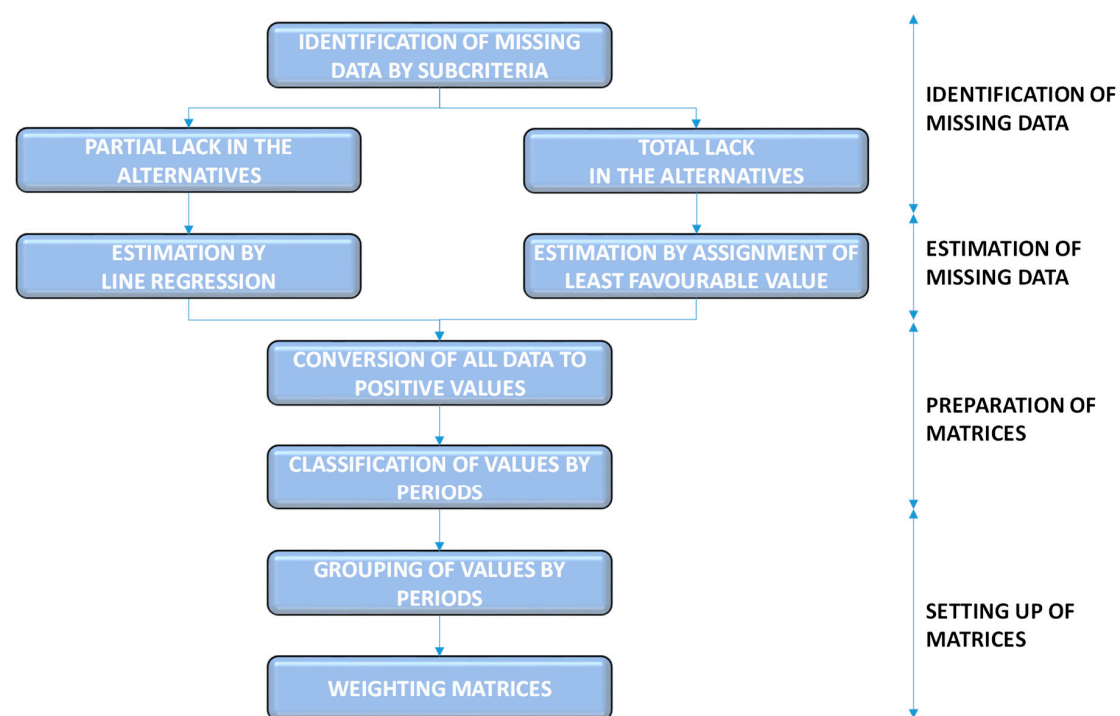 IDENTIFICATION OF MISSING
DATA BY SUBCRITERIA
PARTIAL LACK IN THE
ALTERNATIVES
TOTAL LACK
IN THE ALTERNATIVES
IDENTIFICATION OF
MISSING DATA
ESTIMATION BY
LINE REGRESSION
ESTIMATION BY ASSIGNMENT OF
LEAST FAVOURABLE VALUE
ESTIMATION OF
MISSING DATA
CONVERSION OF ALL DATA TO
POSITIVE VALUES
CLASSIFICATION OF VALUES BY
PERIODS
PREPARATION OF
MATRICES
GROUPING OF VALUES BY
PERIODS
WEIGHTING MATRICES
SETTING UP OF
MATRICES